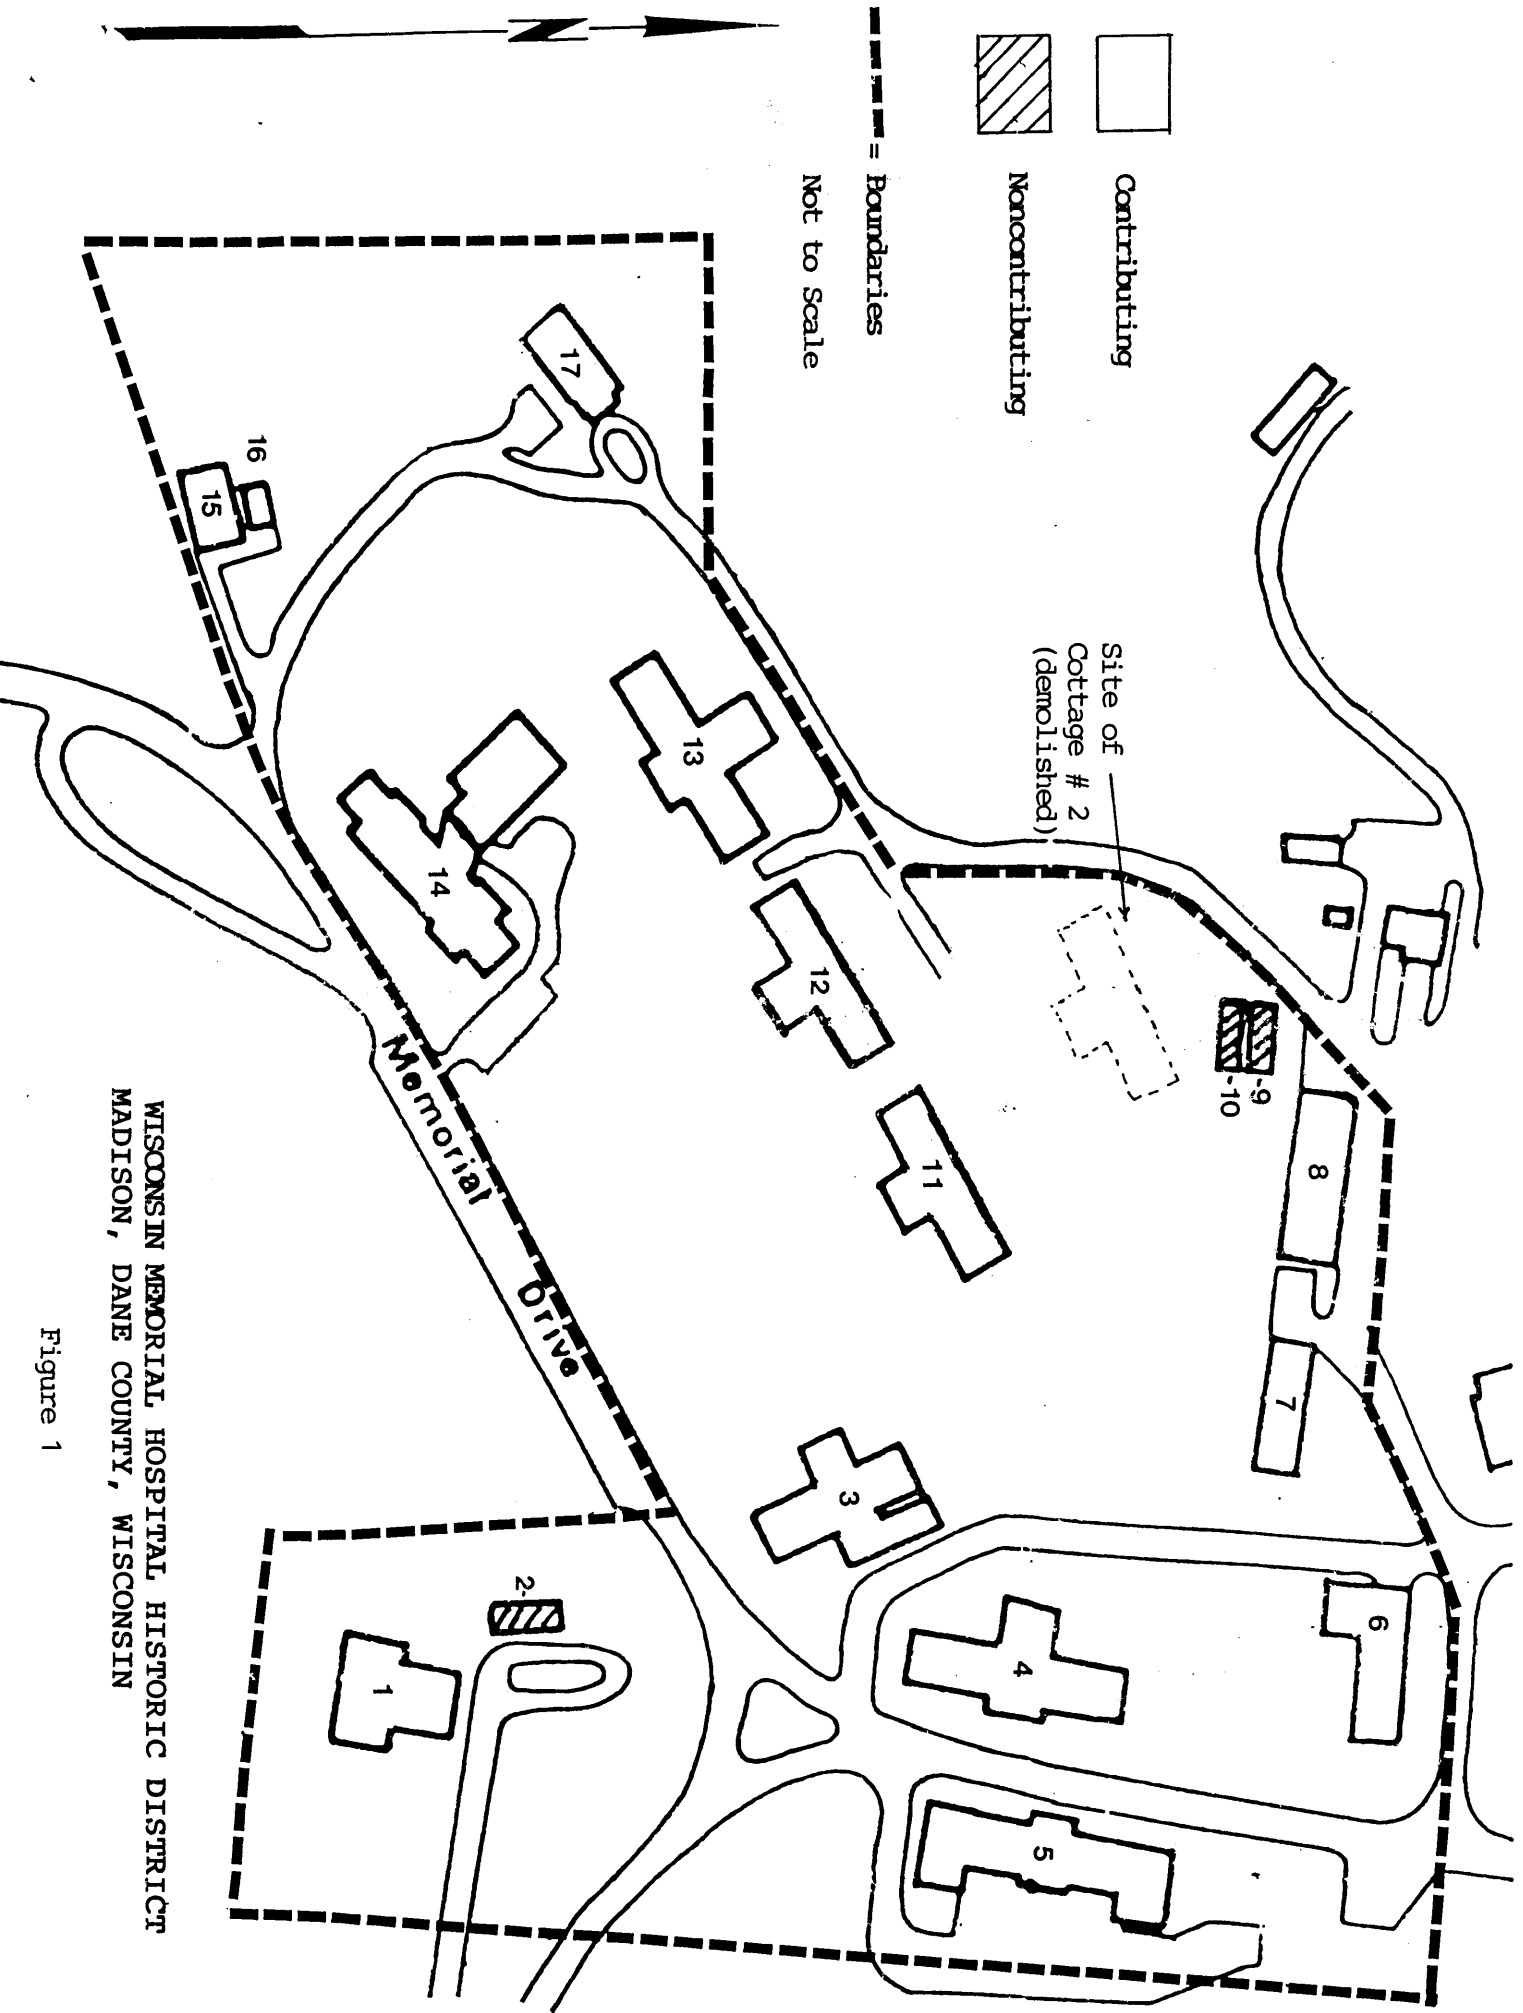 N
Contributing
Noncontributing
= Boundaries
Not to Scale
Site of
Cottage # 2
(demolished)
17
16
15
13
14
12
11
-9
-10
8
7
6
3
4
5
2-
1
Memorial Drive
WISCONSIN MEMORIAL HOSPITAL HISTORIC DISTRICT
MADISON, DANE COUNTY, WISCONSIN
Figure 1